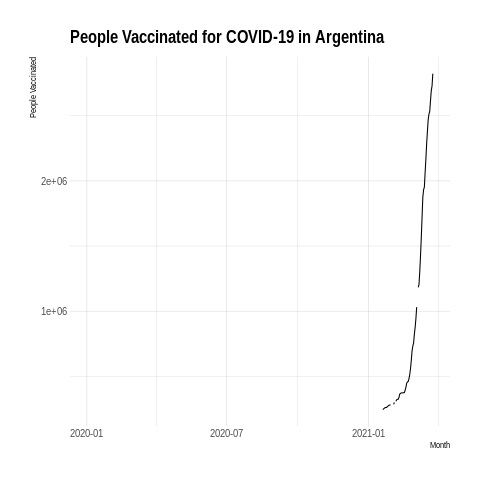 People Vaccinated for COVID-19 in Argentina
People Vaccinated
2e+06
1e+06
2020-01
2020-07
2021-01
Month